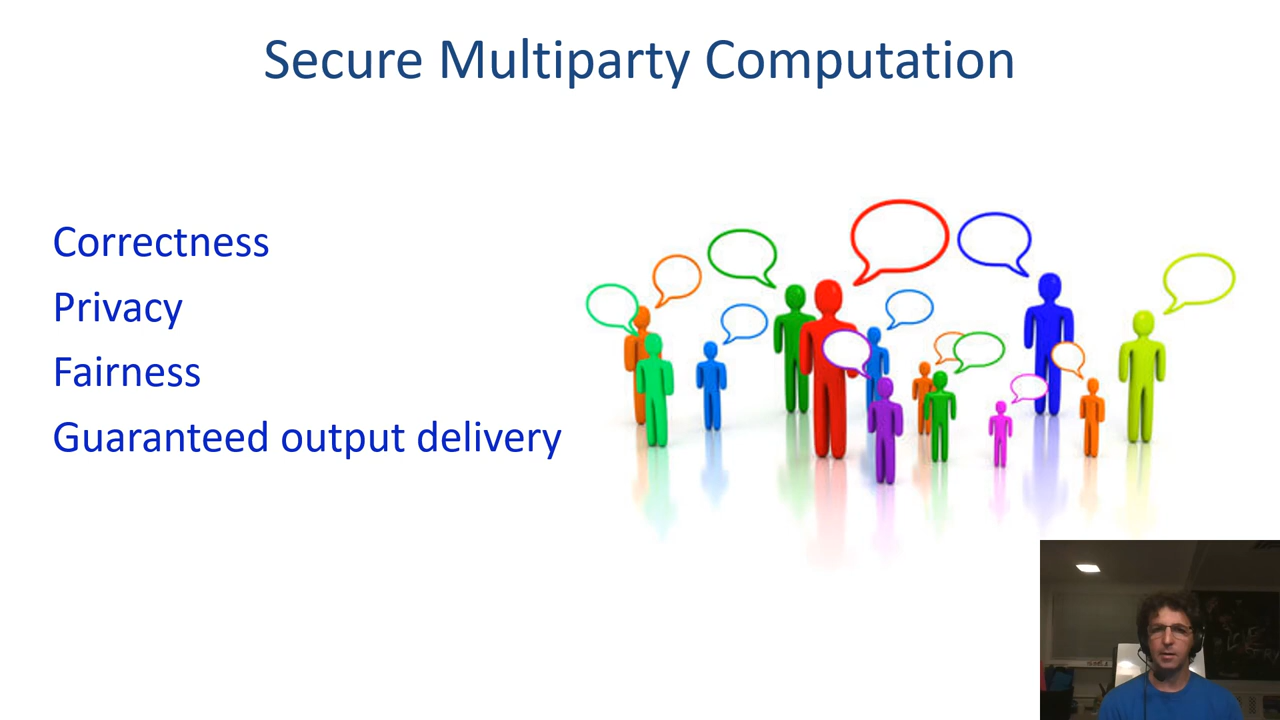 Secure Multiparty Computation
Correctness
Privacy
Fairness
Guaranteed output delivery